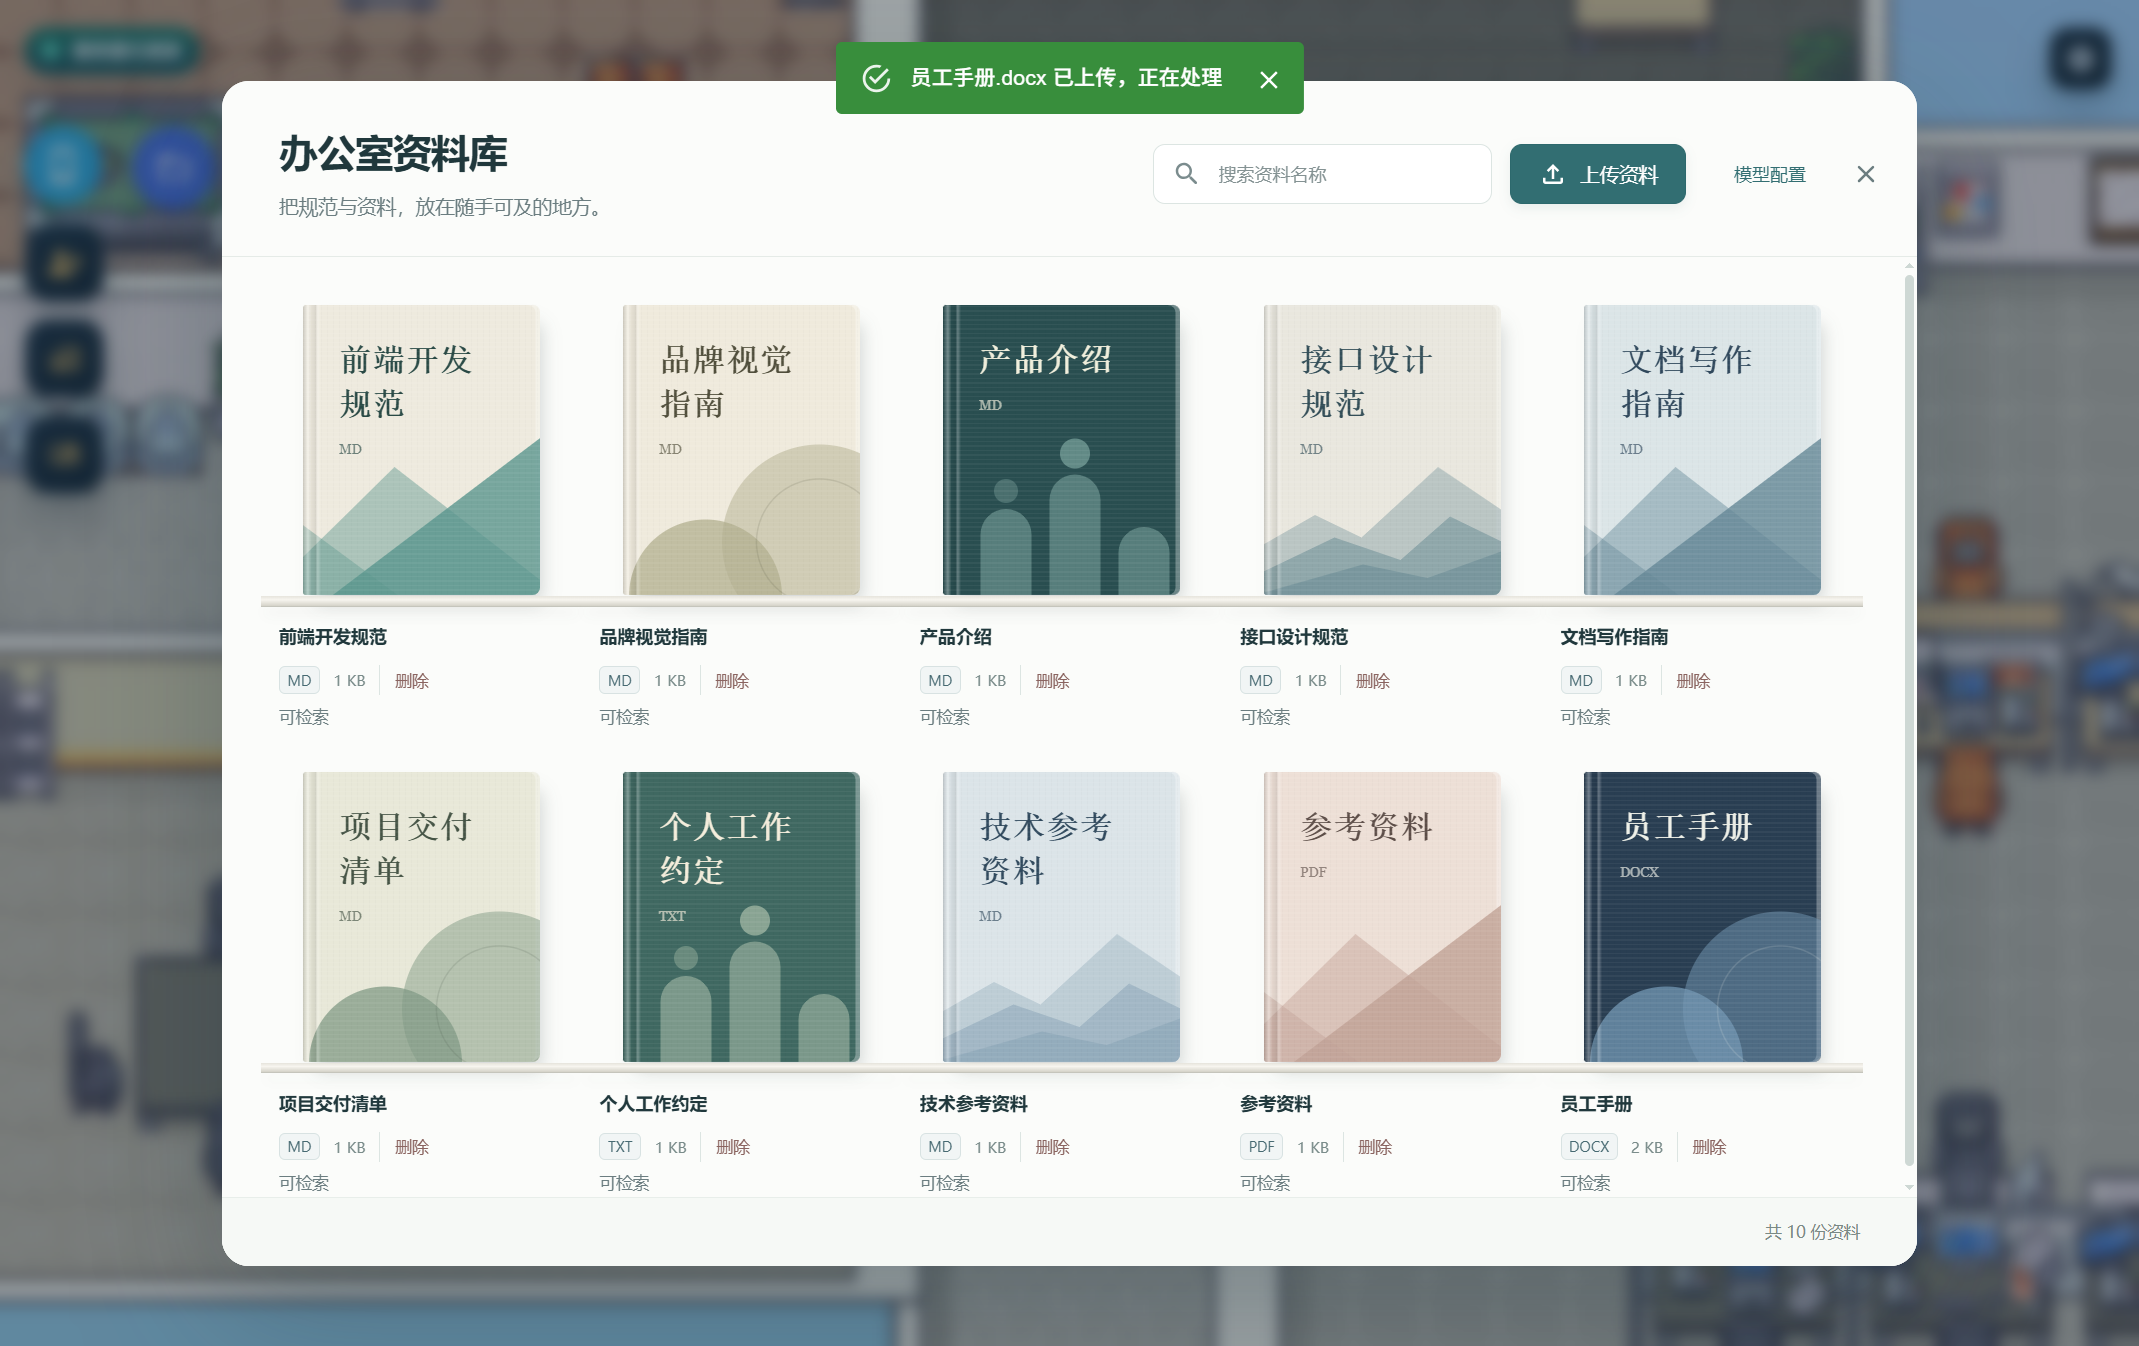 员工手册.docx 已上传，正在处理
办公室资料库
把规范与资料，放在随手可及的地方。
搜索资料名称
上传资料
模型配置
前端开发
规范
MD
品牌视觉
指南
MD
产品介绍
MD
接口设计
规范
MD
文档写作
指南
MD
前端开发规范
MD 1 KB 删除
可检索
品牌视觉指南
MD 1 KB 删除
可检索
产品介绍
MD 1 KB 删除
可检索
接口设计规范
MD 1 KB 删除
可检索
文档写作指南
MD 1 KB 删除
可检索
项目交付
清单
MD
个人工作
约定
TXT
技术参考
资料
MD
参考资料
PDF
员工手册
DOCX
项目交付清单
MD 1 KB 删除
可检索
个人工作约定
TXT 1 KB 删除
可检索
技术参考资料
MD 1 KB 删除
可检索
参考资料
PDF 1 KB 删除
可检索
员工手册
DOCX 2 KB 删除
可检索
共 10 份资料